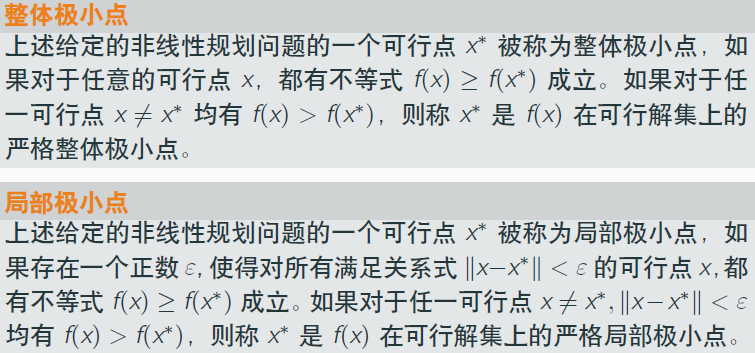 整体极小点
上述给定的非线性规划问题的一个可行点 x* 被称为整体极小点，如
果对于任意的可行点 x，都有不等式 f(x) ≥ f(x*) 成立。如果对于任
一可行点 x ≠ x* 均有 f(x) > f(x*)，则称 x* 是 f(x) 在可行解集上的
严格整体极小点。
局部极小点
上述给定的非线性规划问题的一个可行点 x* 被称为局部极小点，如
果存在一个正数 ε, 使得对所有满足关系式 ‖x−x*‖ < ε 的可行点 x,都
有不等式 f(x) ≥ f(x*) 成立。如果对于任一可行点 x ≠ x*, ‖x−x*‖ < ε
均有 f(x) > f(x*)，则称 x* 是 f(x) 在可行解集上的严格局部极小点。